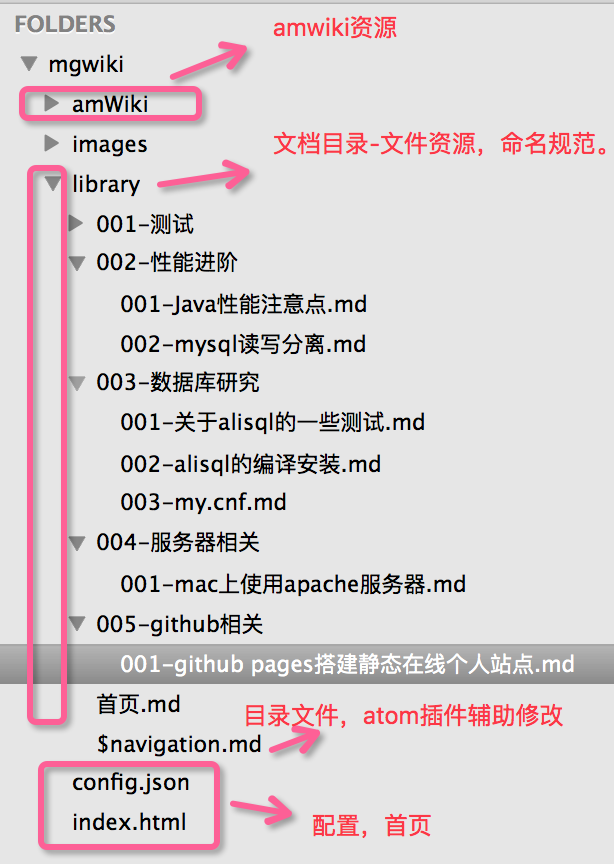 FOLDERS
amwiki资源
mgwiki
amWiki
images
文档目录-文件资源，命名规范。
library
001-测试
002-性能进阶
001-Java性能注意点.md
002-mysql读写分离.md
003-数据库研究
001-关于alisql的一些测试.md
002-alisql的编译安装.md
003-my.cnf.md
004-服务器相关
001-mac上使用apache服务器.md
005-github相关
001-github pages搭建静态在线个人站点.md
首页.md
目录文件，atom插件辅助修改
$navigation.md
config.json
index.html
配置，首页